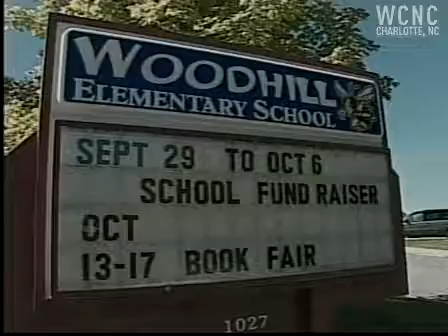 WCNC
CHARLOTTE, NC
WOODHILL
ELEMENTARY SCHOOL
SEPT 29 TO OCT 6
SCHOOL FUND RAISER
OCT
13-17 BOOK FAIR
1027